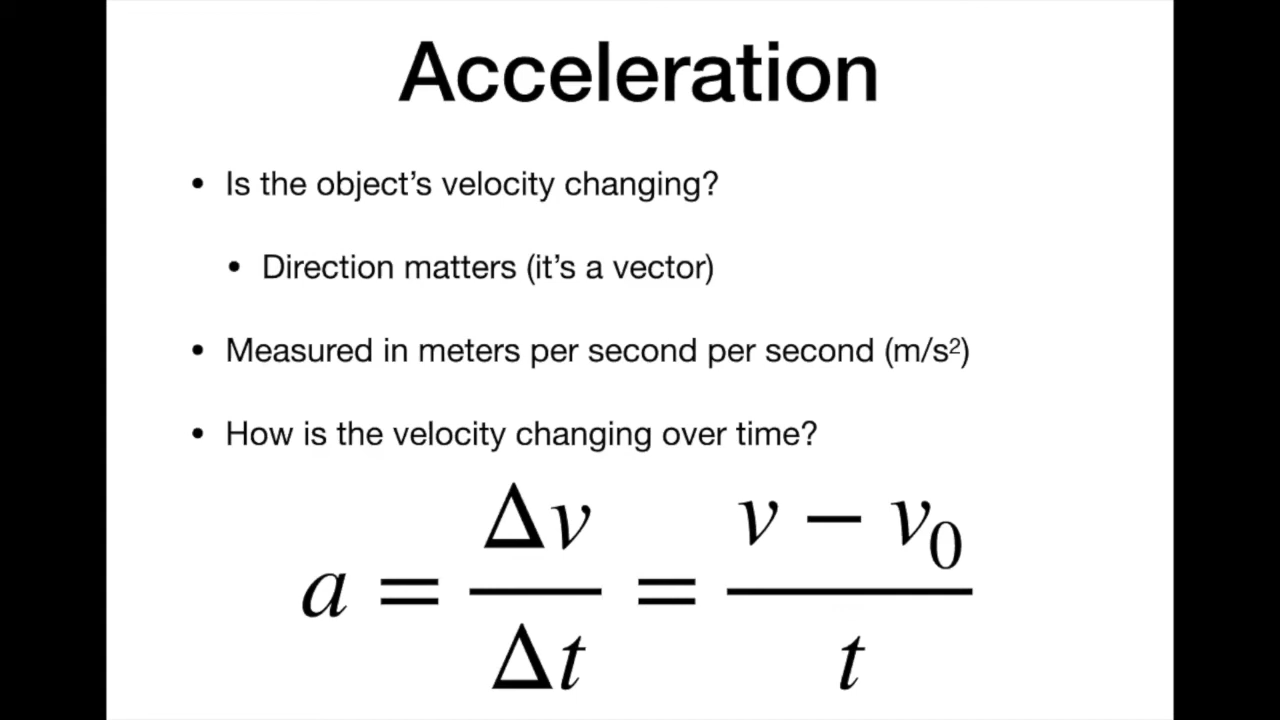 Acceleration
• Is the object’s velocity changing?
• Direction matters (it’s a vector)
• Measured in meters per second per second (m/s²)
• How is the velocity changing over time?
a = Δv/Δt = (v − v₀)/t